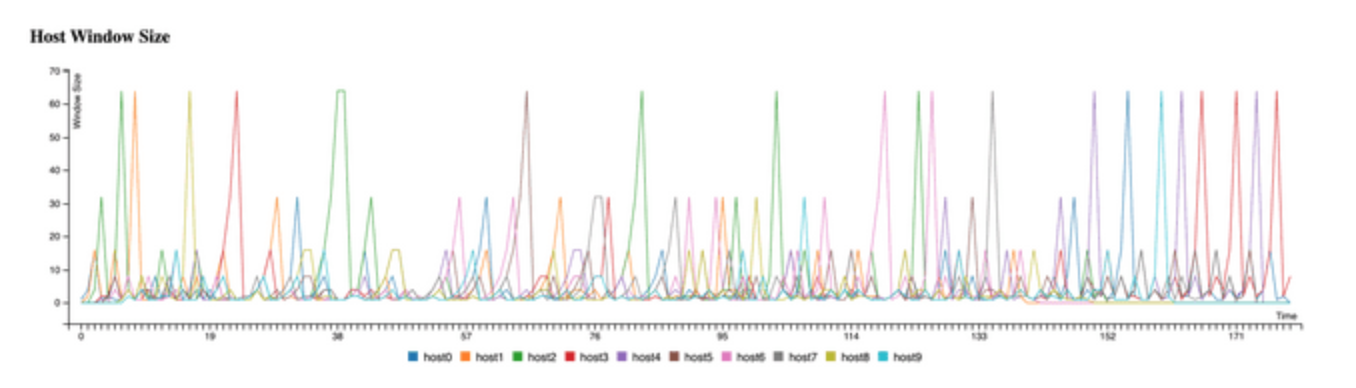 Host Window Size
70
Window Size
60
50
40
30
20
10
0
Time
0 19 38 57 76 95 114 133 152 171
host0 host1 host2 host3 host4 host5 host6 host7 host8 host9